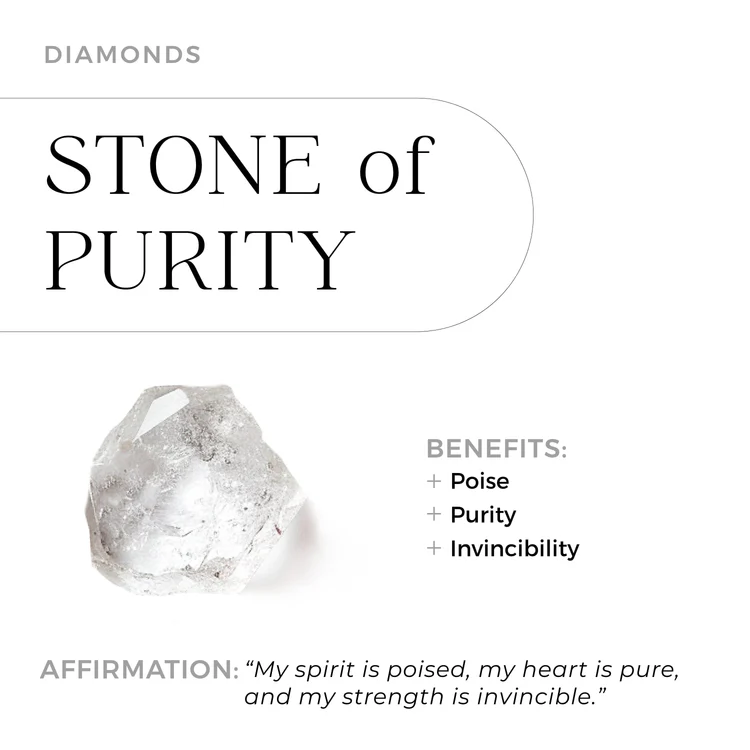 DIAMONDS
STONE of
PURITY
BENEFITS:
+ Poise
+ Purity
+ Invincibility
AFFIRMATION: “My spirit is poised, my heart is pure,
and my strength is invincible.”